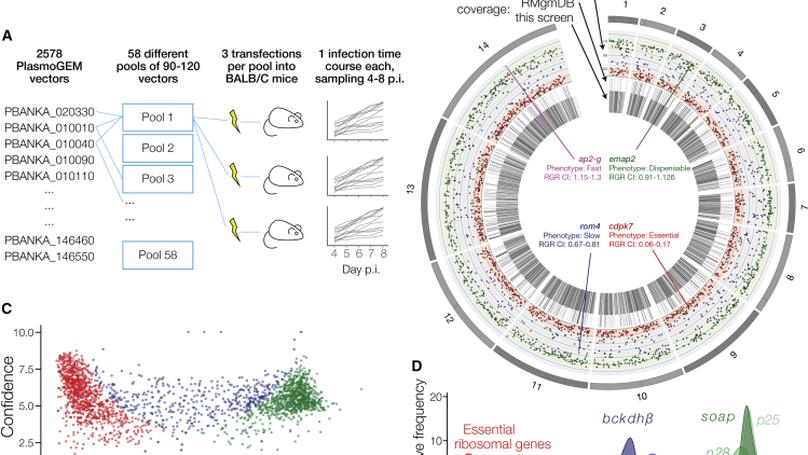 A
2578
PlasmoGEM
vectors
58 different
pools of 90-120
vectors
3 transfections
per pool into
BALB/C mice
1 infection time
course each,
sampling 4-8 p.i.
PBANKA_020330
PBANKA_010010
PBANKA_010040
PBANKA_010090
PBANKA_010110
...
...
...
PBANKA_146460
PBANKA_146550
Pool 1
Pool 2
Pool 3
...
...
Pool 58
4 5 6 7 8
Day p.i.
coverage:
RMgmDB
this screen
1
2
3
4
5
6
7
8
9
10
11
12
13
14
ap2-g
Phenotype: Fast
RGR CI: 1.15-1.3
emap2
Phenotype: Dispensable
RGR CI: 0.91-1.126
rom4
Phenotype: Slow
RGR CI: 0.67-0.81
cdpk7
Phenotype: Essential
RGR CI: 0.06-0.17
C
Confidence
10.0
7.5
5.0
2.5
D
20
10
Essential
ribosomal genes
bckdhβ
soap
p25
p28